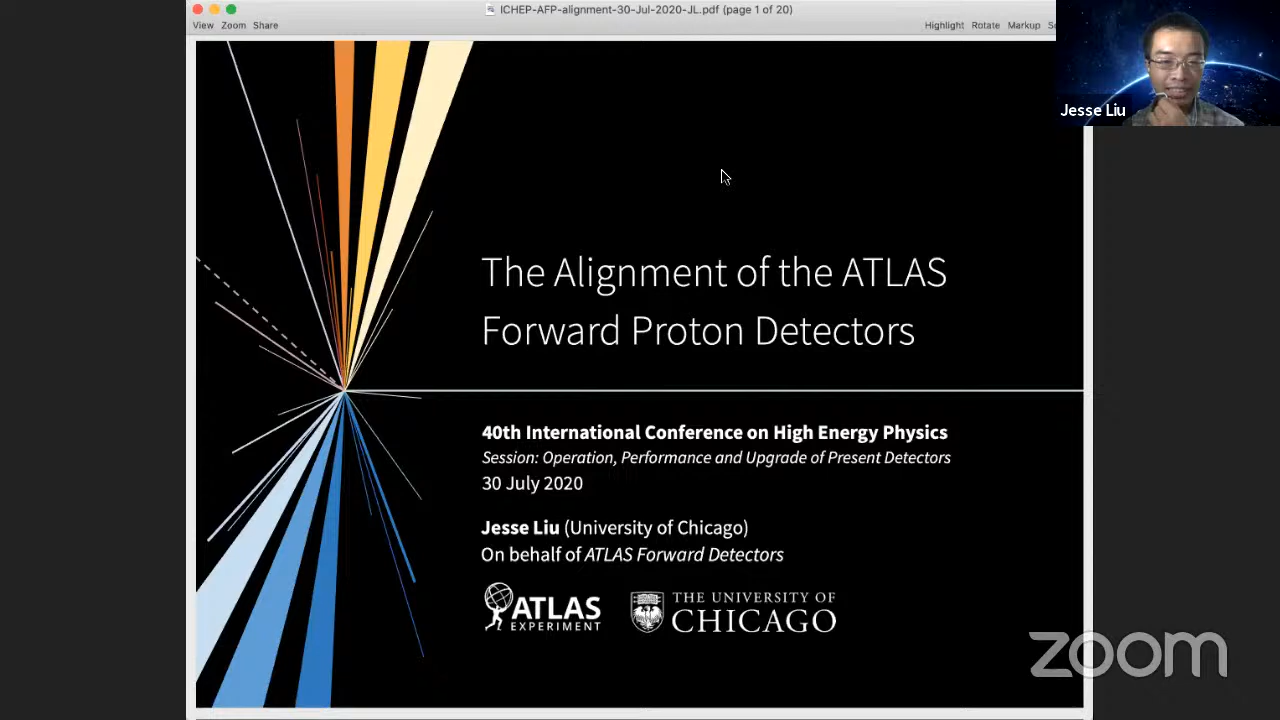 ICHEP-AFP-alignment-30-Jul-2020-JL.pdf (page 1 of 20)
View Zoom Share
Highlight Rotate Markup
Jesse Liu
The Alignment of the ATLAS
Forward Proton Detectors
40th International Conference on High Energy Physics
Session: Operation, Performance and Upgrade of Present Detectors
30 July 2020
Jesse Liu (University of Chicago)
On behalf of ATLAS Forward Detectors
ATLAS
EXPERIMENT
THE UNIVERSITY OF
CHICAGO
zoom